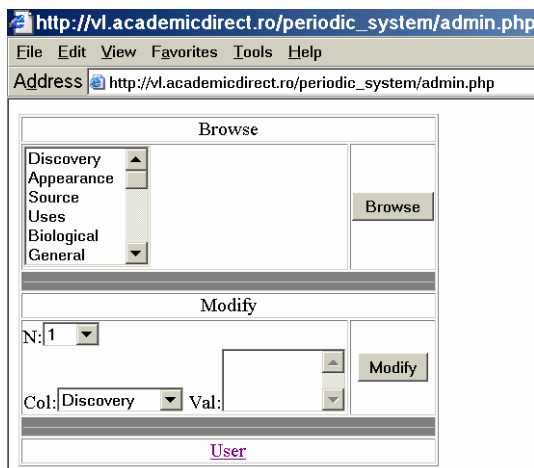 http://vl.academicdirect.ro/periodic_system/admin.php
File Edit View Favorites Tools Help
Address http://vl.academicdirect.ro/periodic_system/admin.php
Browse
Discovery
Appearance
Source
Uses
Biological
General
Browse
Modify
N: 1
Col: Discovery Val:
Modify
User